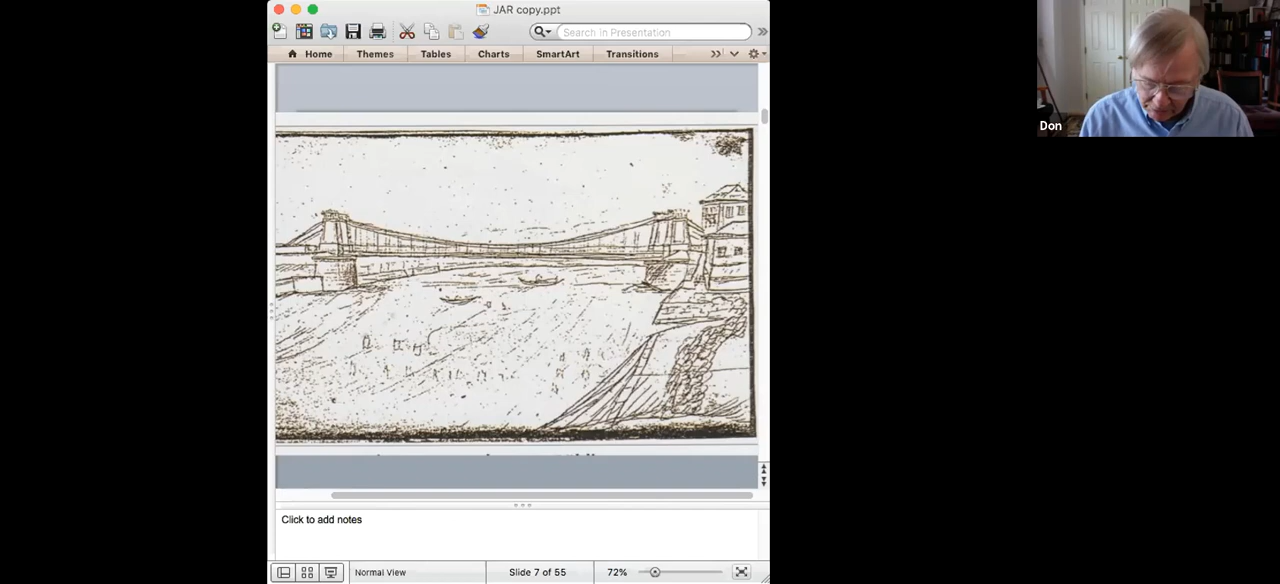 JAR copy.ppt
Search in Presentation
Home Themes Tables Charts SmartArt Transitions
Don
Click to add notes
Normal View Slide 7 of 55 72%